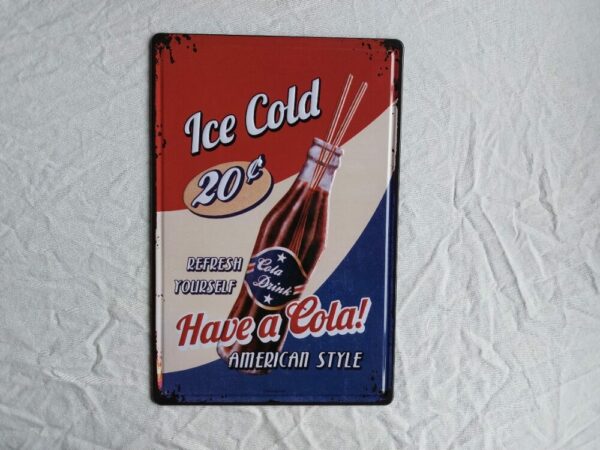 Ice Cold
20¢
REFRESH
YOURSELF
Cola
Drink
Have a Cola!
AMERICAN STYLE